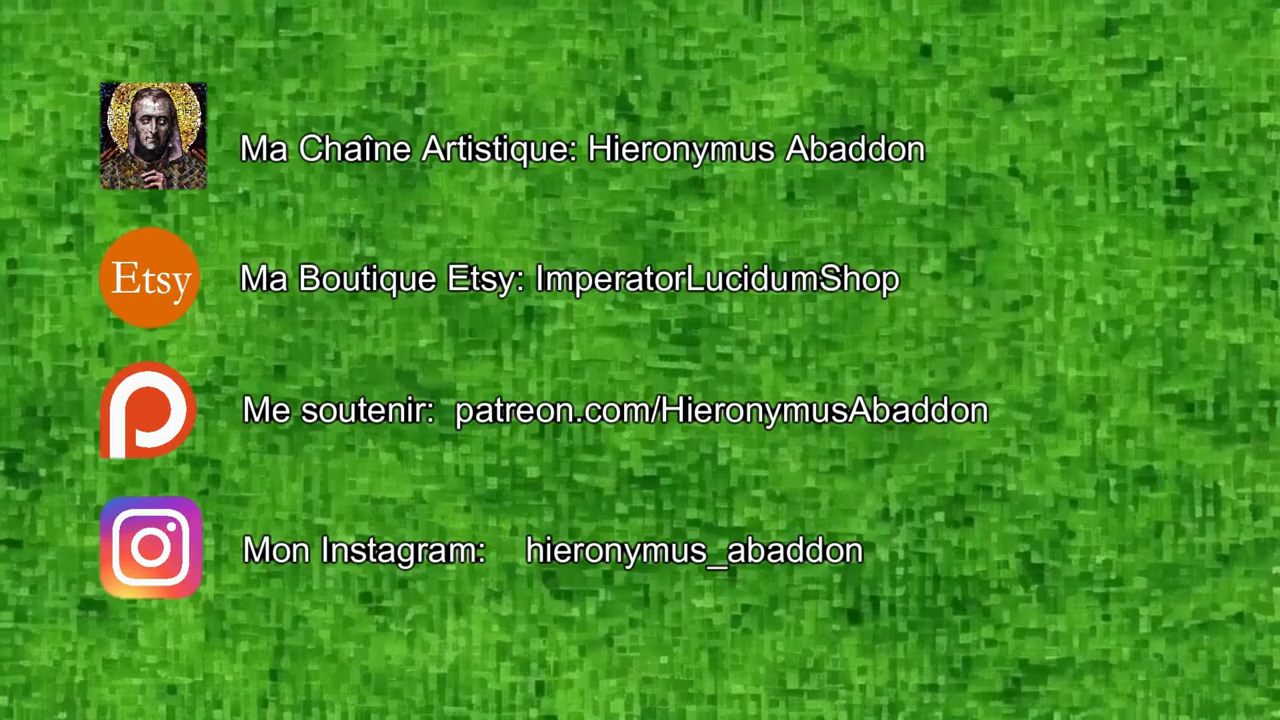 Ma Chaîne Artistique: Hieronymus Abaddon
Etsy Ma Boutique Etsy: ImperatorLucidumShop
Me soutenir: patreon.com/HieronymusAbaddon
Mon Instagram: hieronymus_abaddon